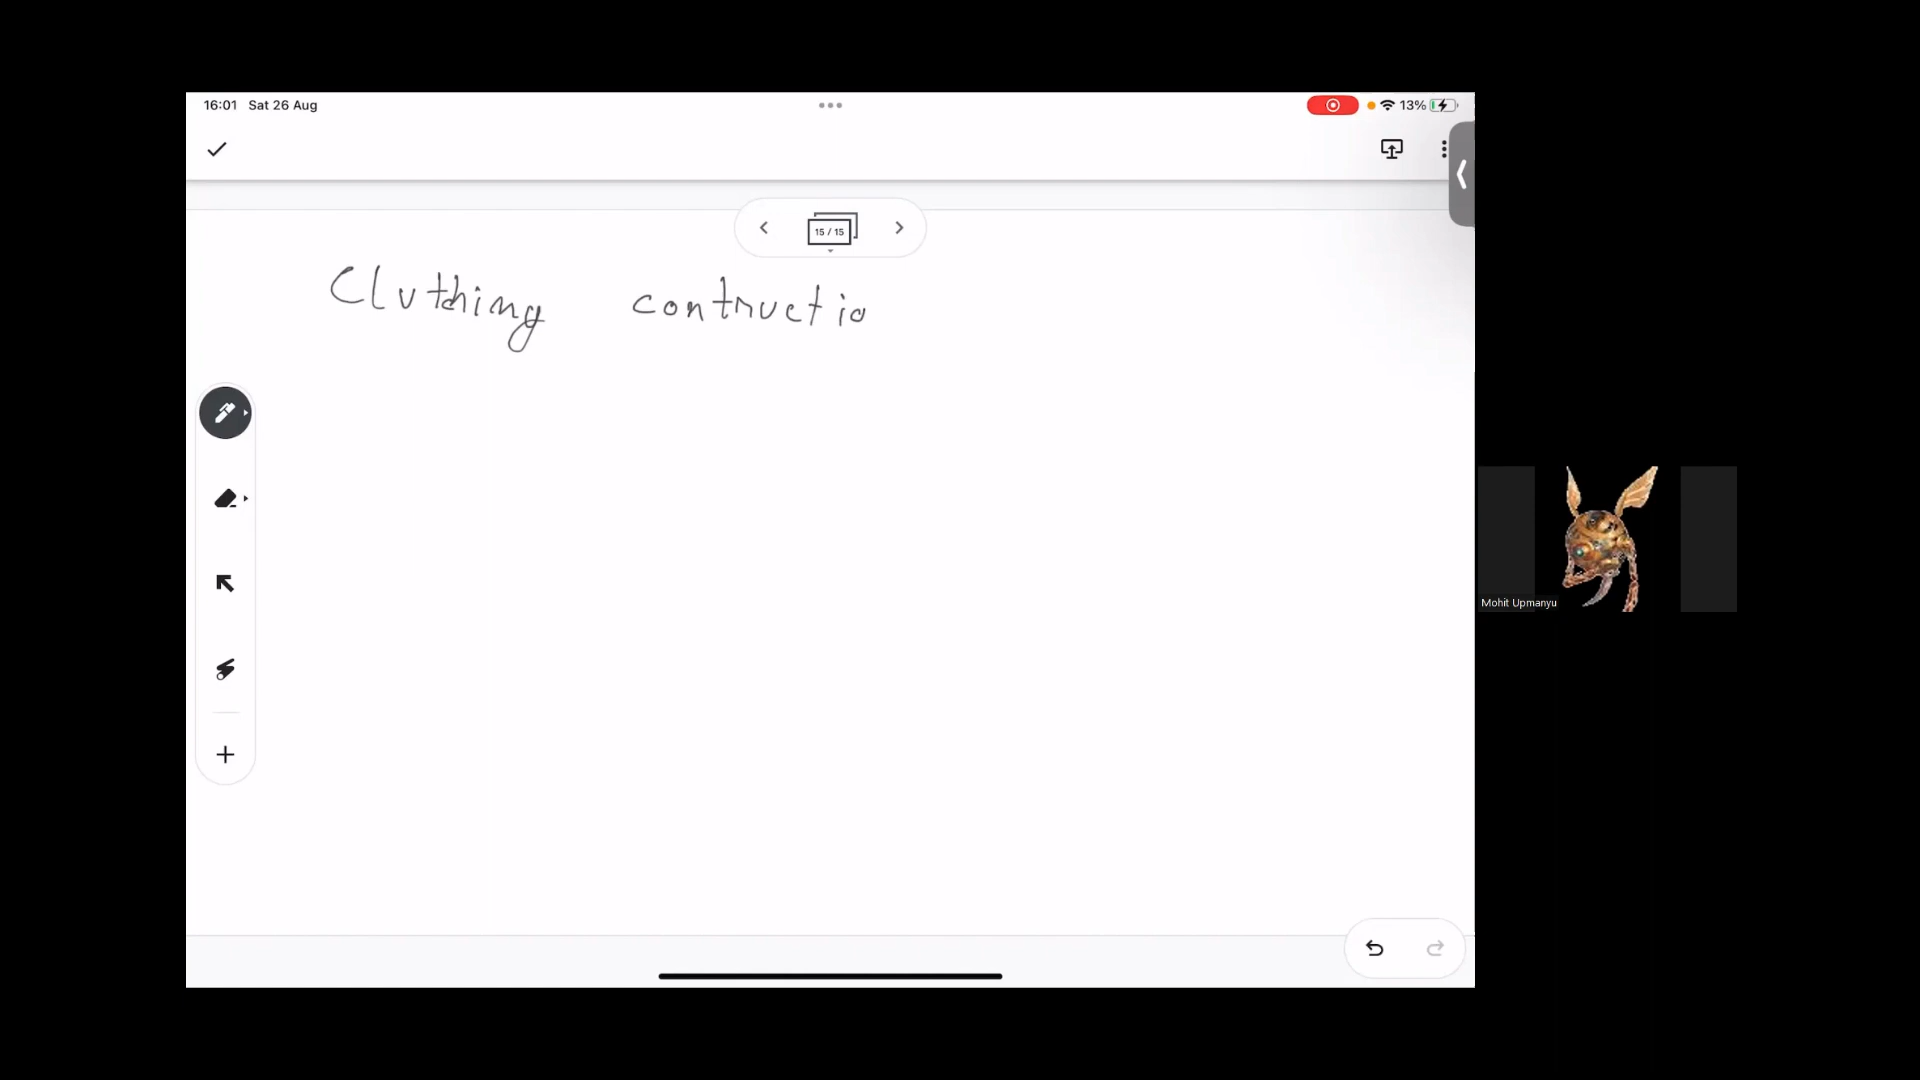 16:01 Sat 26 Aug
13%
15 / 15
Cluthing contructio
Mohit Upmanyu